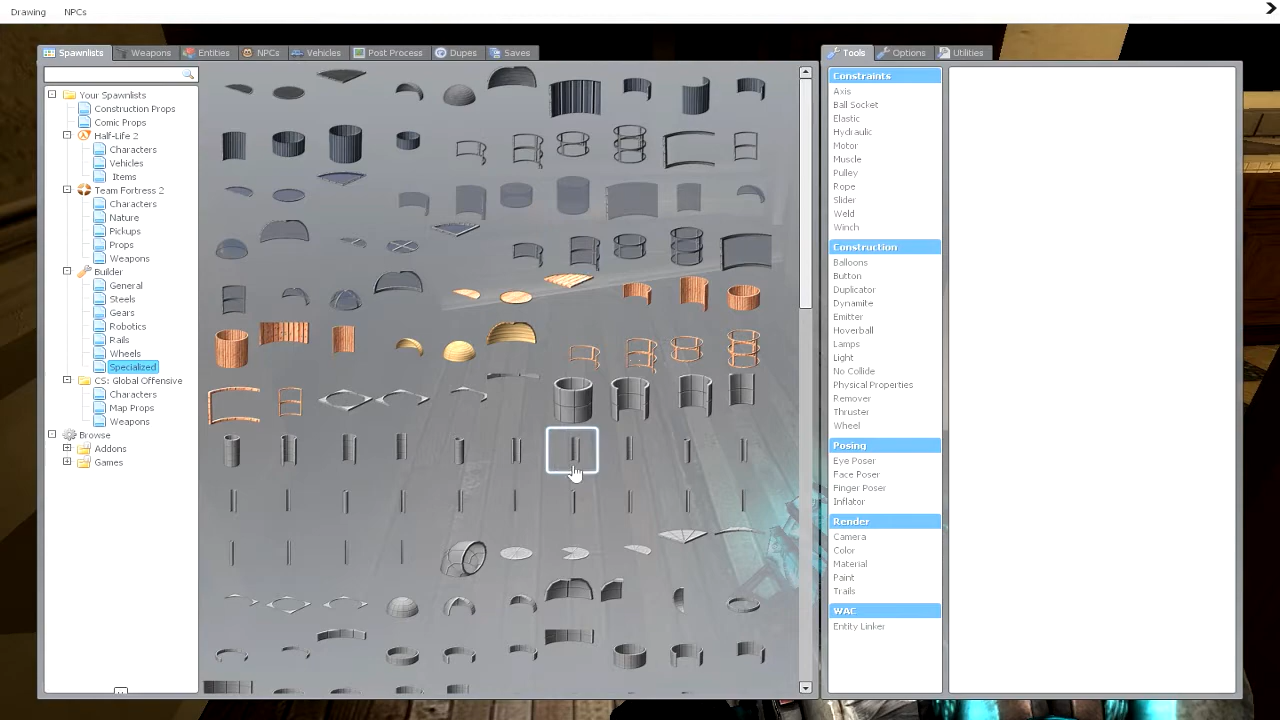 Drawing NPCs
Spawnlists Weapons Entities NPCs Vehicles Post Process Dupes Saves
Your Spawnlists
Construction Props
Comic Props
Half-Life 2
Characters
Vehicles
Items
Team Fortress 2
Characters
Nature
Pickups
Props
Weapons
Builder
General
Steels
Gears
Robotics
Rails
Wheels
Specialized
CS: Global Offensive
Characters
Map Props
Weapons
Browse
Addons
Games
Tools Options Utilities
Constraints
Axis
Ball Socket
Elastic
Hydraulic
Motor
Muscle
Pulley
Rope
Slider
Weld
Winch
Construction
Balloons
Button
Duplicator
Dynamite
Emitter
Hoverball
Lamps
Light
No Collide
Physical Properties
Remover
Thruster
Wheel
Posing
Eye Poser
Face Poser
Finger Poser
Inflator
Render
Camera
Color
Material
Paint
Trails
WAC
Entity Linker